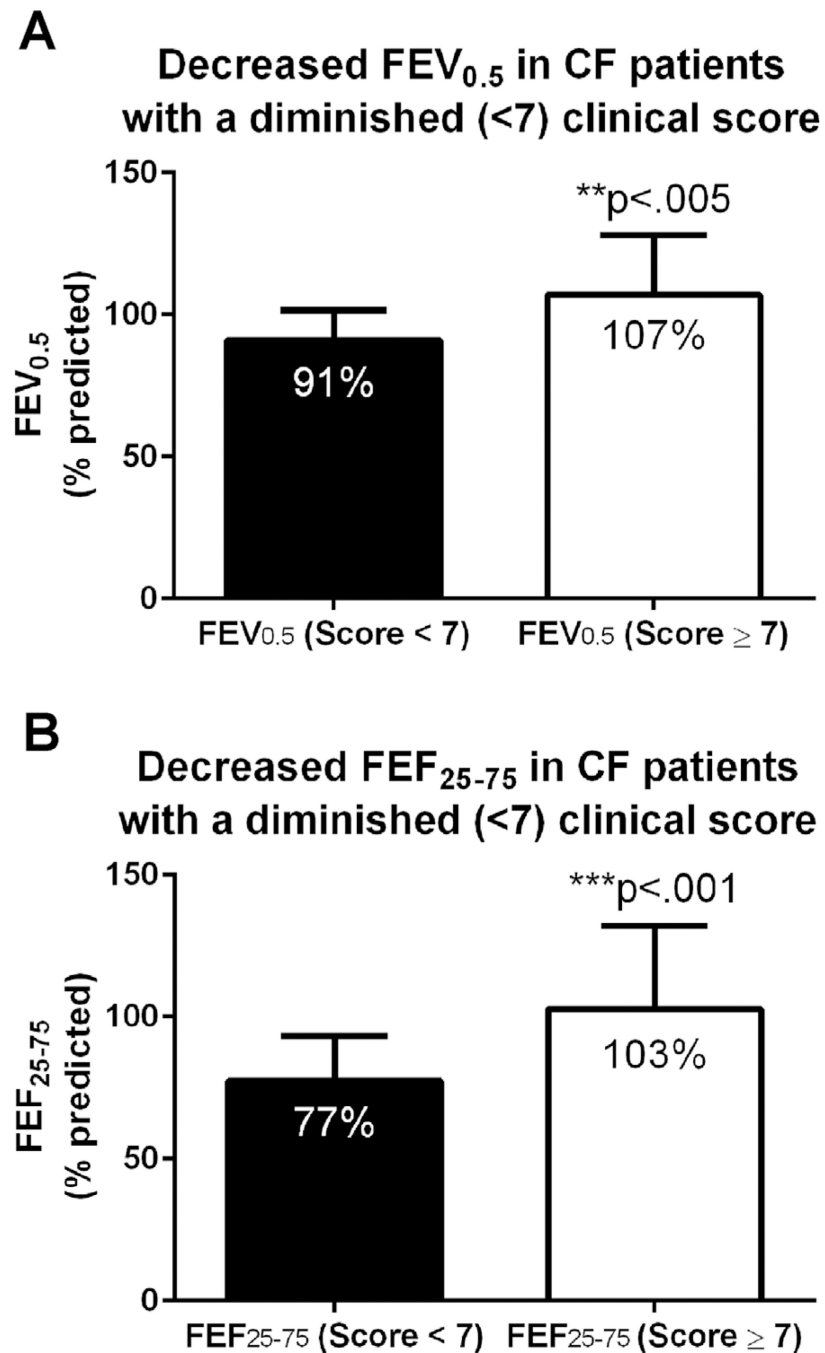 A
Decreased FEV0.5 in CF patients
with a diminished (<7) clinical score
FEV0.5
(% predicted)
150
100
50
0
**p<.005
91%
107%
FEV0.5 (Score < 7)
FEV0.5 (Score ≥ 7)
B
Decreased FEF25-75 in CF patients
with a diminished (<7) clinical score
FEF25-75
(% predicted)
150
100
50
0
***p<.001
77%
103%
FEF25-75 (Score < 7)
FEF25-75 (Score ≥ 7)